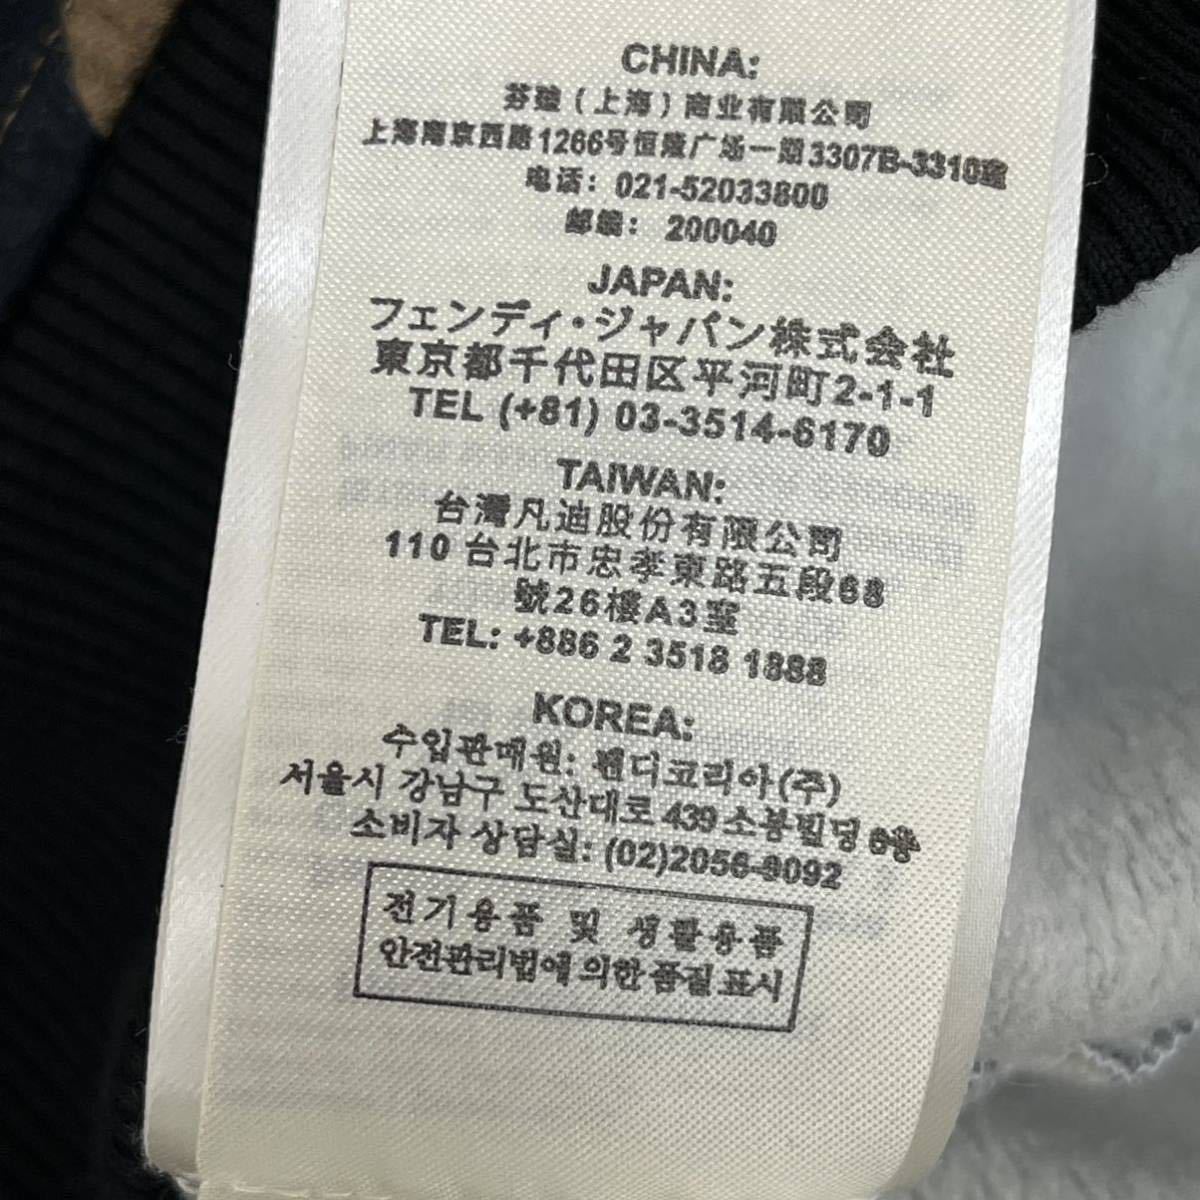 CHINA:
芬迪（上海）商业有限公司
上海南京西路1266号恒隆广场一期3307B-3310室
电话: 021-52033800
邮编: 200040
JAPAN:
フェンディ・ジャパン株式会社
東京都千代田区平河町2-1-1
TEL (+81) 03-3514-6170
TAIWAN:
台灣凡迪股份有限公司
110 台北市忠孝東路五段68
號26樓A3室
TEL: +886 2 3518 1888
KOREA:
수입판매원: 펜디코리아(주)
서울시 강남구 도산대로 439 소봉빌딩
소비자 상담실: (02)2056-9092
전기용품 및 생활용품
안전관리법에 의한 품질 표시